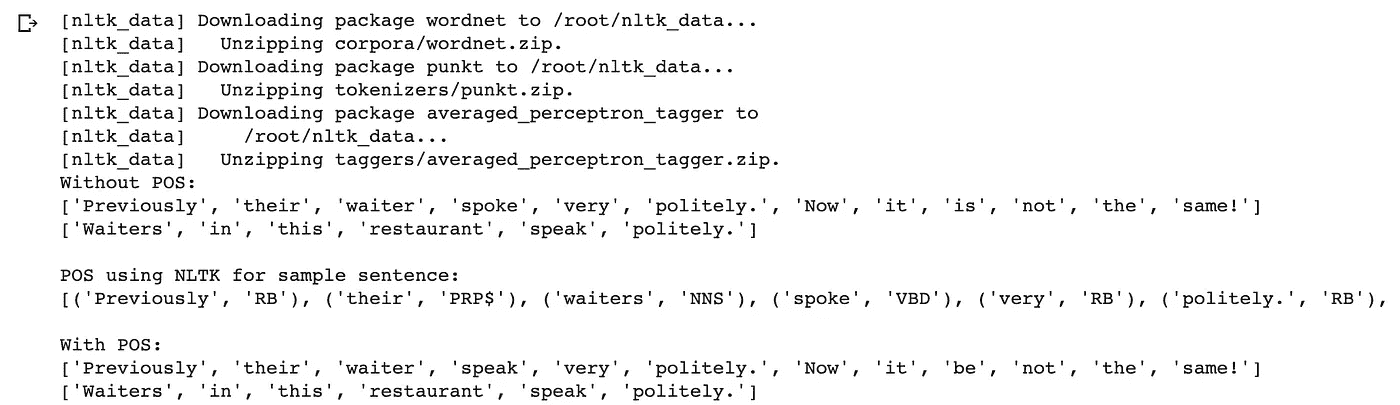 [nltk_data] Downloading package wordnet to /root/nltk_data...
[nltk_data]   Unzipping corpora/wordnet.zip.
[nltk_data] Downloading package punkt to /root/nltk_data...
[nltk_data]   Unzipping tokenizers/punkt.zip.
[nltk_data] Downloading package averaged_perceptron_tagger to
[nltk_data]     /root/nltk_data...
[nltk_data]   Unzipping taggers/averaged_perceptron_tagger.zip.
Without POS:
['Previously', 'their', 'waiter', 'spoke', 'very', 'politely.', 'Now', 'it', 'is', 'not', 'the', 'same!']
['Waiters', 'in', 'this', 'restaurant', 'speak', 'politely.']
POS using NLTK for sample sentence:
[('Previously', 'RB'), ('their', 'PRP$'), ('waiters', 'NNS'), ('spoke', 'VBD'), ('very', 'RB'), ('politely.', 'RB'),
With POS:
['Previously', 'their', 'waiter', 'speak', 'very', 'politely.', 'Now', 'it', 'be', 'not', 'the', 'same!']
['Waiters', 'in', 'this', 'restaurant', 'speak', 'politely.']